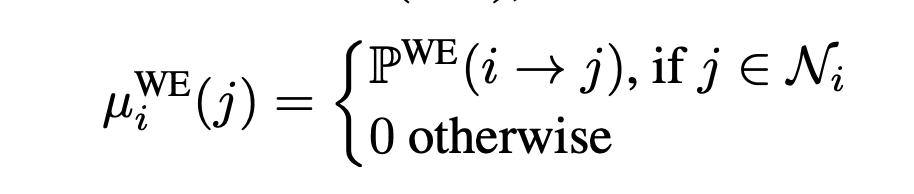 μ_i^{WE}(j) = { ℙ^{WE}(i → j), if j ∈ 𝒩_i
0 otherwise